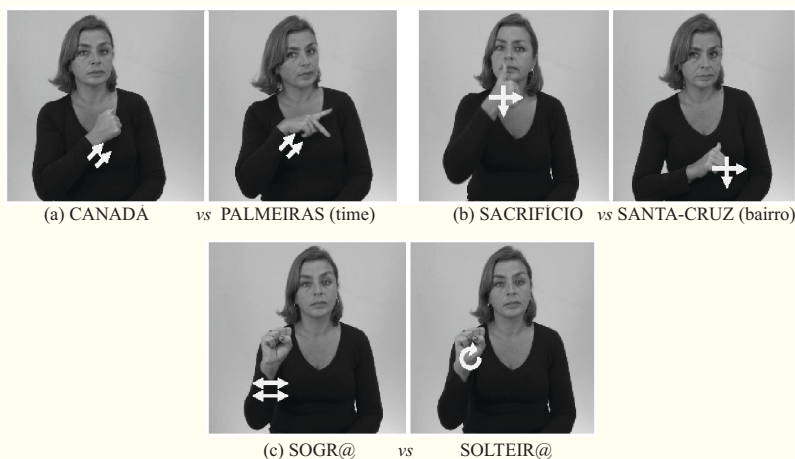 (a) CANADÁ vs PALMEIRAS (time) (b) SACRIFÍCIO vs SANTA-CRUZ (bairro)
(c) SOGR@ vs SOLTEIR@